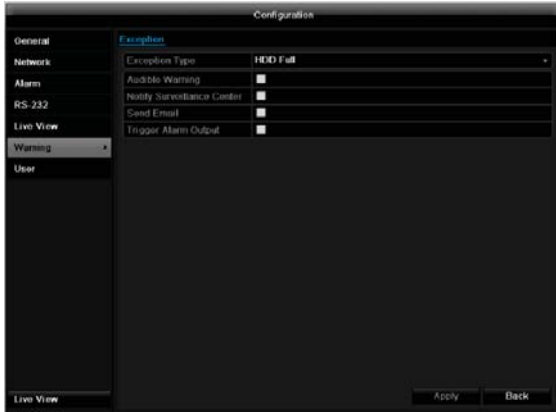 Configuration
General
Network
Alarm
RS-232
Live View
Warning
User
Live View
Exception
Exception Type HDD Full
Audible Warning
Notify Surveillance Center
Send Email
Trigger Alarm Output
Apply Back